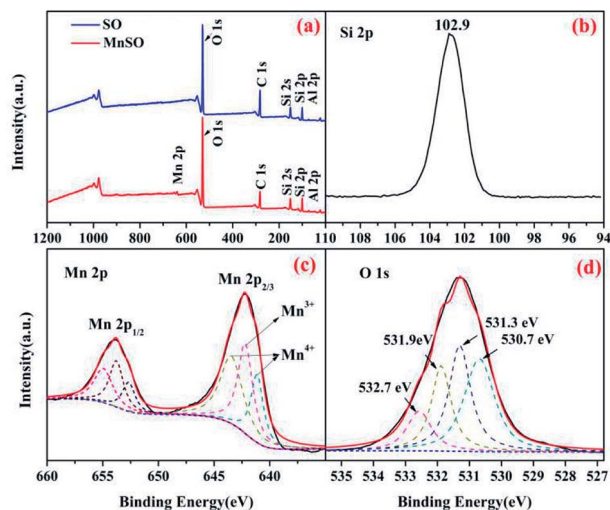 SO
MnSO
(a)
O 1s
C 1s
Si 2s
Si 2p
Al 2p
Mn 2p
O 1s
C 1s
Si 2s
Si 2p
Al 2p
Intensity(a.u.)
1200 1000 800 600 400 200 0
Si 2p
102.9
(b)
110 108 106 104 102 100 98 96 94
Mn 2p
(c)
Mn 2p2/3
Mn 2p1/2
Mn3+
Mn4+
Intensity(a.u.)
660 655 650 645 640
Binding Energy(eV)
O 1s
(d)
531.3 eV
531.9eV
530.7 eV
532.7 eV
535 534 533 532 531 530 529 528 527
Binding Energy(eV)